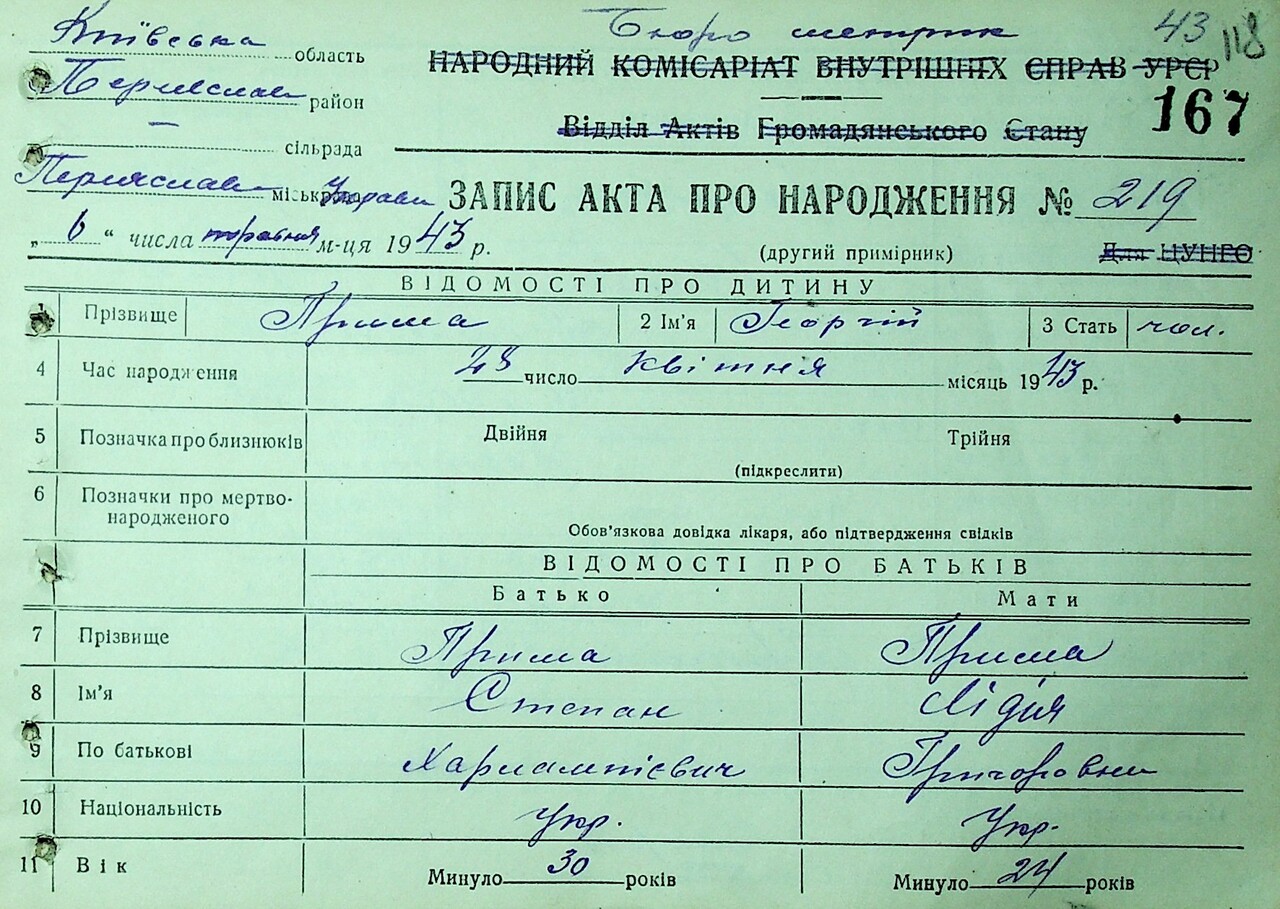 Київська область
Бюро метрик 43 118
НАРОДНИЙ КОМІСАРІАТ ВНУТРІШНІХ СПРАВ УРСР
Переяслав район
167
Відділ Актів Громадянського Стану
— сільрада
Переяслав міськрада Управи
ЗАПИС АКТА ПРО НАРОДЖЕННЯ № 219
„ 6 “ числа травня м-ця 1943 р.
(другий примірник) Для ЦУНГО
ВІДОМОСТІ ПРО ДИТИНУ
1 Прізвище Прима 2 Ім'я Георгій 3 Стать чол.
4 Час народження 28 число квітня місяць 1943 р.
5 Позначка про близнюків Двійня Трійня
(підкреслити)
6 Позначки про мертво-
народженого
Обов'язкова довідка лікаря, або підтвердження свідків
ВІДОМОСТІ ПРО БАТЬКІВ
Батько Мати
7 Прізвище Прима Прима
8 Ім'я Степан Лідія
9 По батькові Харлампієвич Григоровна
10 Національність Укр. Укр.
11 Вік Минуло 30 років Минуло 24 років